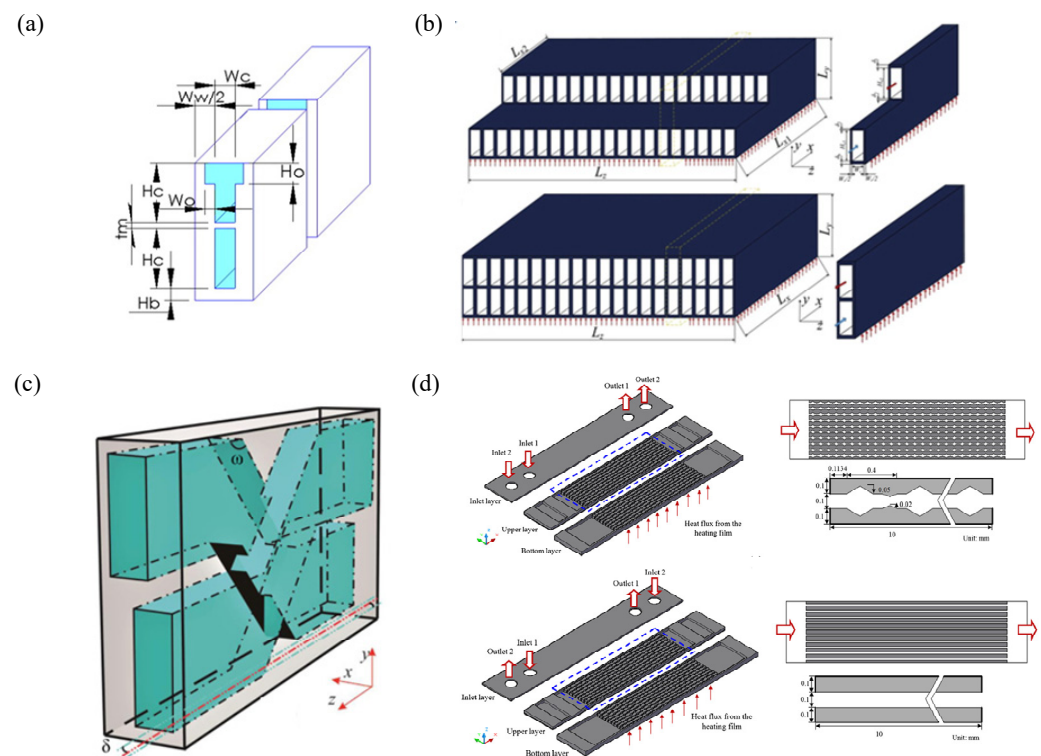 (a)
Wc
Ww/2
Hc
Ho
Wo
tm
Hc
Hb
(b)
Lx2
Ly
Lx1
y
x
z
Lz
Ly
Lx
y
x
z
Lz
(c)
ω
y
x
z
δ
(d)
Outlet 2
Outlet 1
Inlet 1
Inlet 2
Inlet layer
Upper layer
Bottom layer
Heat flux from the
heating film
0.1134
0.4
0.1
0.05
0.1
0.02
0.1
10
Unit: mm
Inlet 2
Outlet 1
Inlet 1
Outlet 2
Inlet layer
Upper layer
Bottom layer
Heat flux from the
heating film
0.1
0.1
0.1
10
Unit: mm